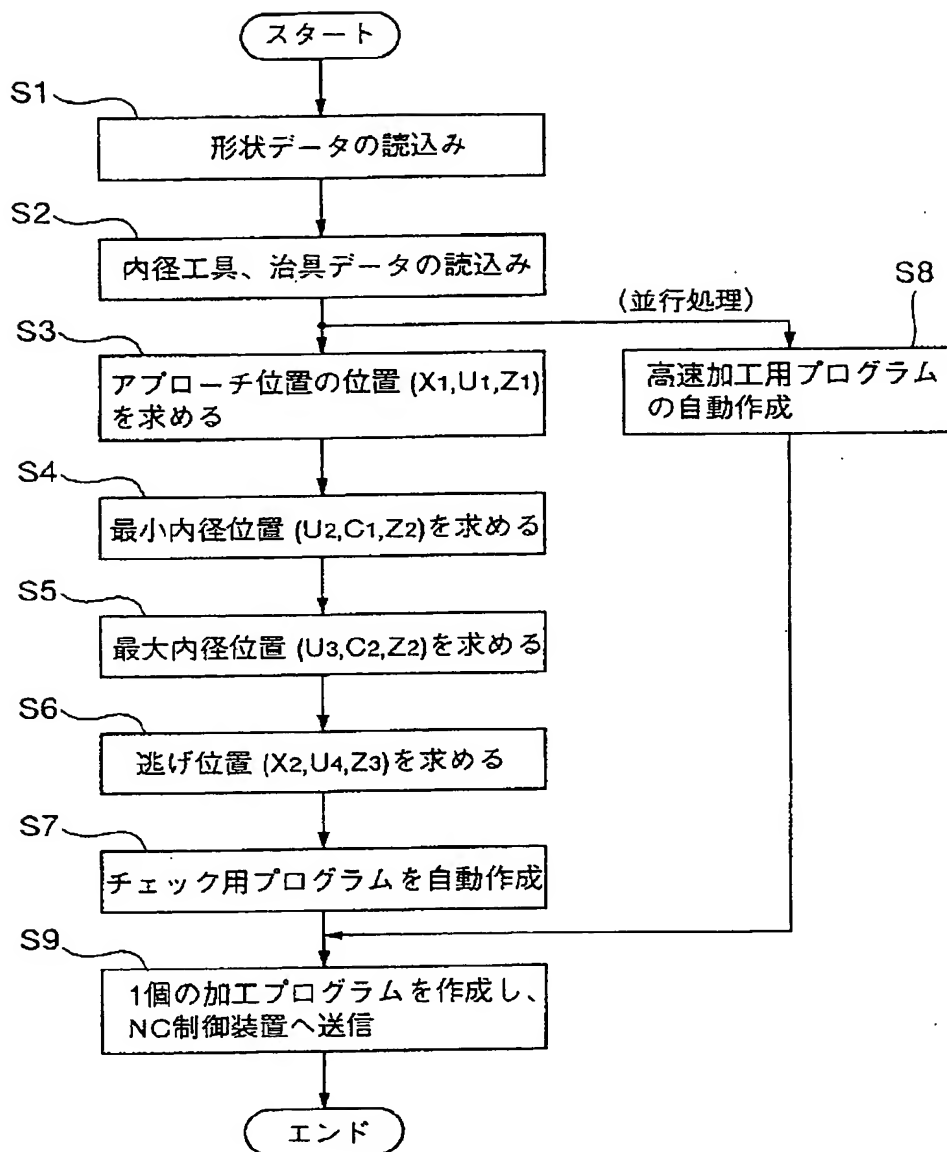 スタート
S1
形状データの読込み
S2
内径工具、治具データの読込み
(並行処理)
S8
高速加工用プログラム
の自動作成
S3
アプローチ位置の位置 (X1,U1,Z1)
を求める
S4
最小内径位置 (U2,C1,Z2)を求める
S5
最大内径位置 (U3,C2,Z2)を求める
S6
逃げ位置 (X2,U4,Z3)を求める
S7
チェック用プログラムを自動作成
S9
1個の加工プログラムを作成し、
NC制御装置へ送信
エンド